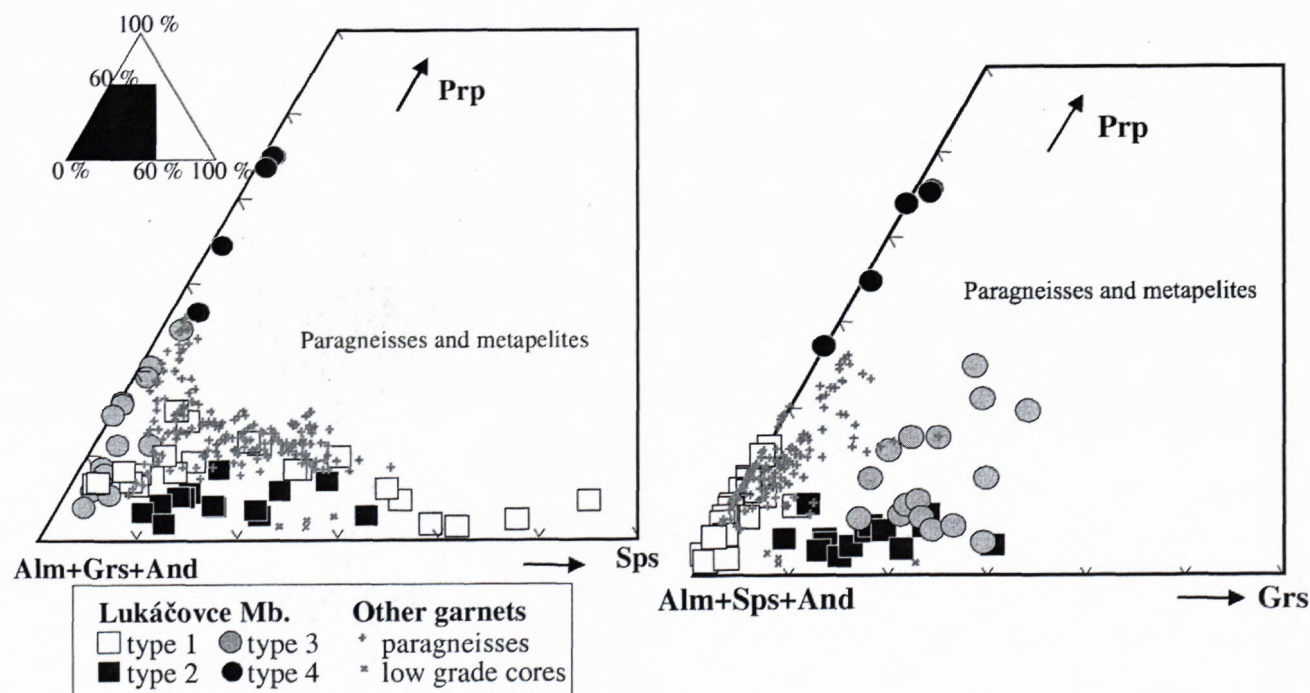 100 %
60 %
0 % 60 % 100 %
Prp
Paragneisses and metapelites
Alm+Grs+And
Sps
Prp
Paragneisses and metapelites
Alm+Sps+And
Grs
Lukáčovce Mb. Other garnets
type 1 type 3 paragneisses
type 2 type 4 low grade cores